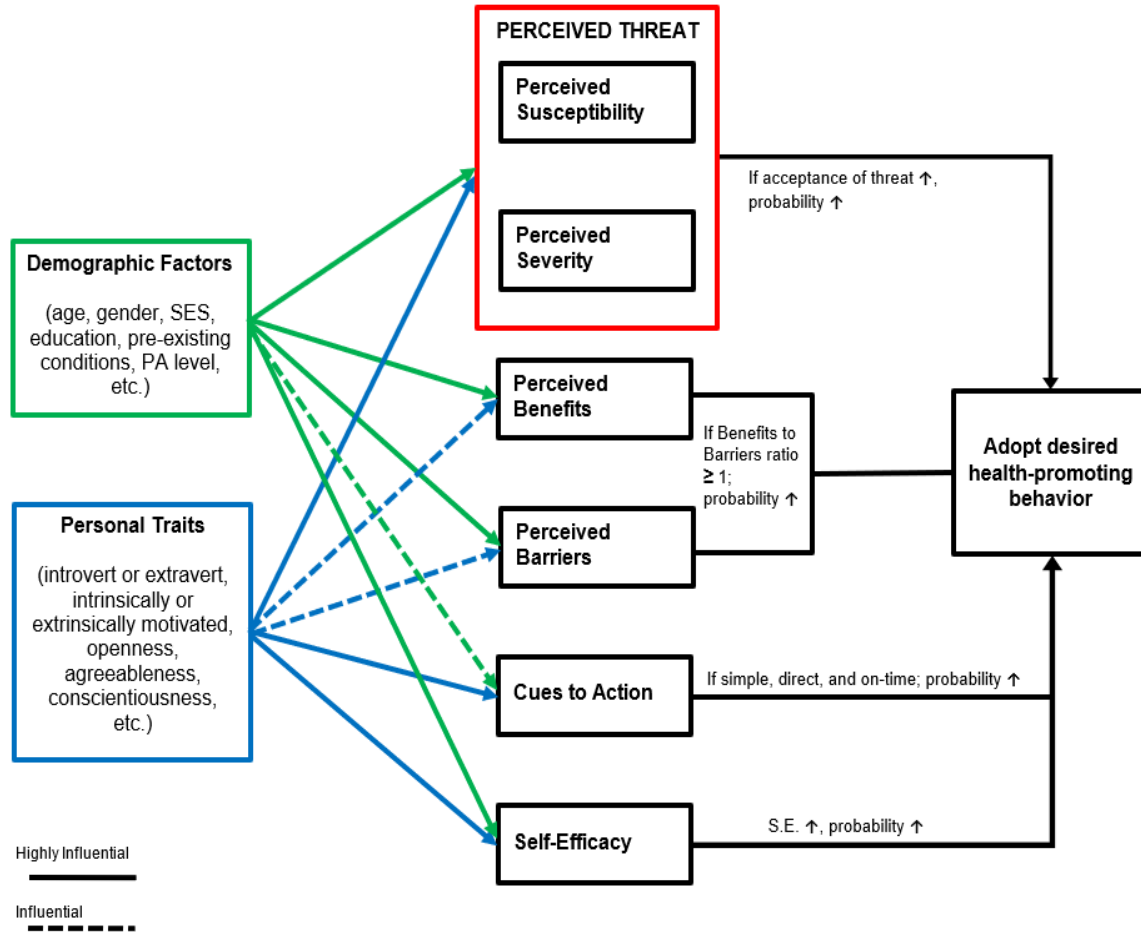 PERCEIVED THREAT
Perceived
Susceptibility
If acceptance of threat ↑,
probability ↑
Perceived
Severity
Demographic Factors
(age, gender, SES,
education, pre-existing
conditions, PA level,
etc.)
Perceived
Benefits
If Benefits to
Barriers ratio
≥ 1;
probability ↑
Adopt desired
health-promoting
behavior
Personal Traits
(introvert or extravert,
intrinsically or
extrinsically motivated,
openness,
agreeableness,
conscientiousness,
etc.)
Perceived
Barriers
Cues to Action
If simple, direct, and on-time; probability ↑
Self-Efficacy
S.E. ↑, probability ↑
Highly Influential
Influential